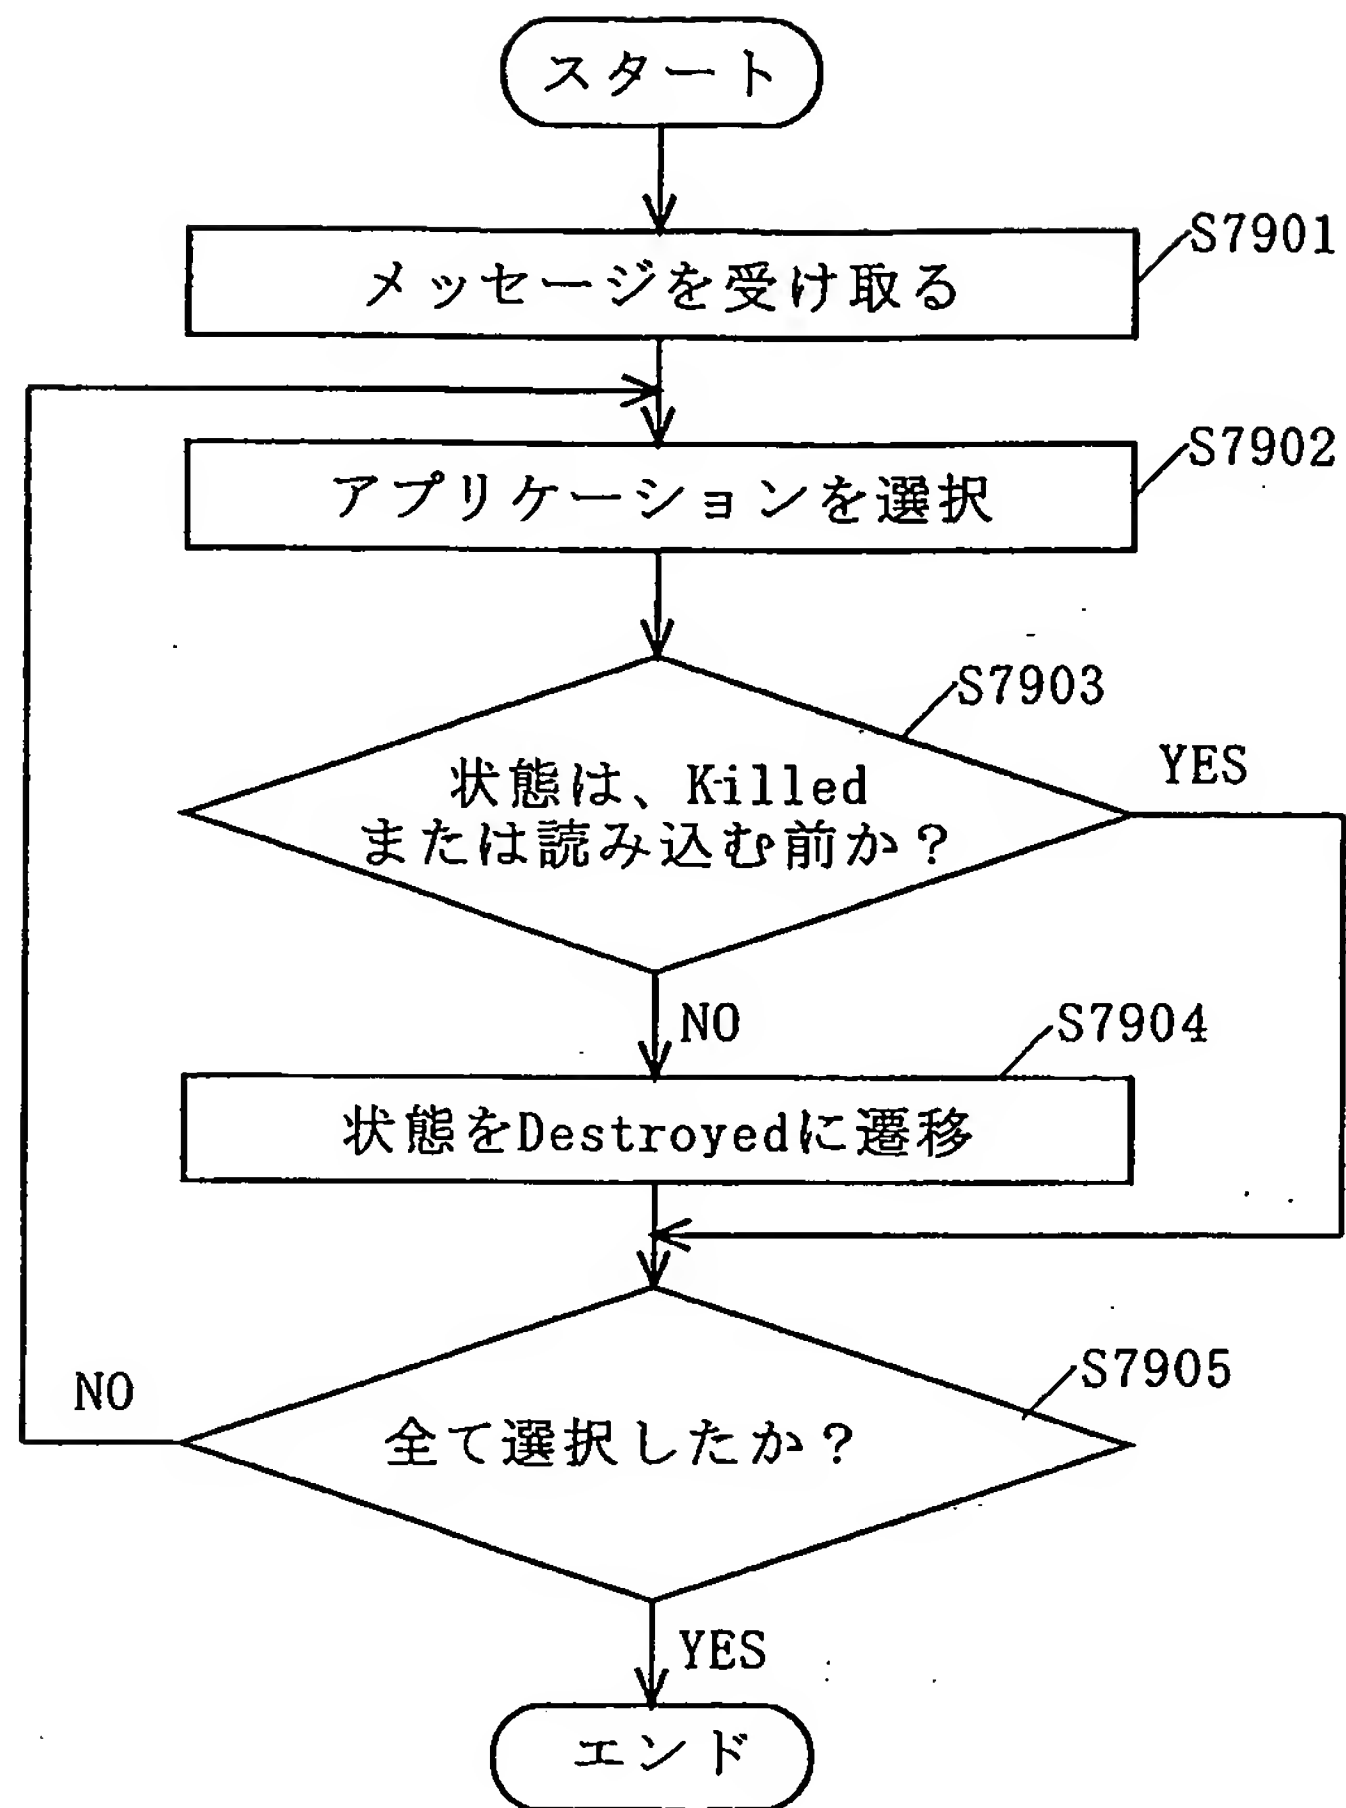 スタート
S7901
メッセージを受け取る
S7902
アプリケーションを選択
S7903
状態は、Killed
または読み込む前か？
YES
NO
S7904
状態をDestroyedに遷移
S7905
全て選択したか？
NO
YES
エンド